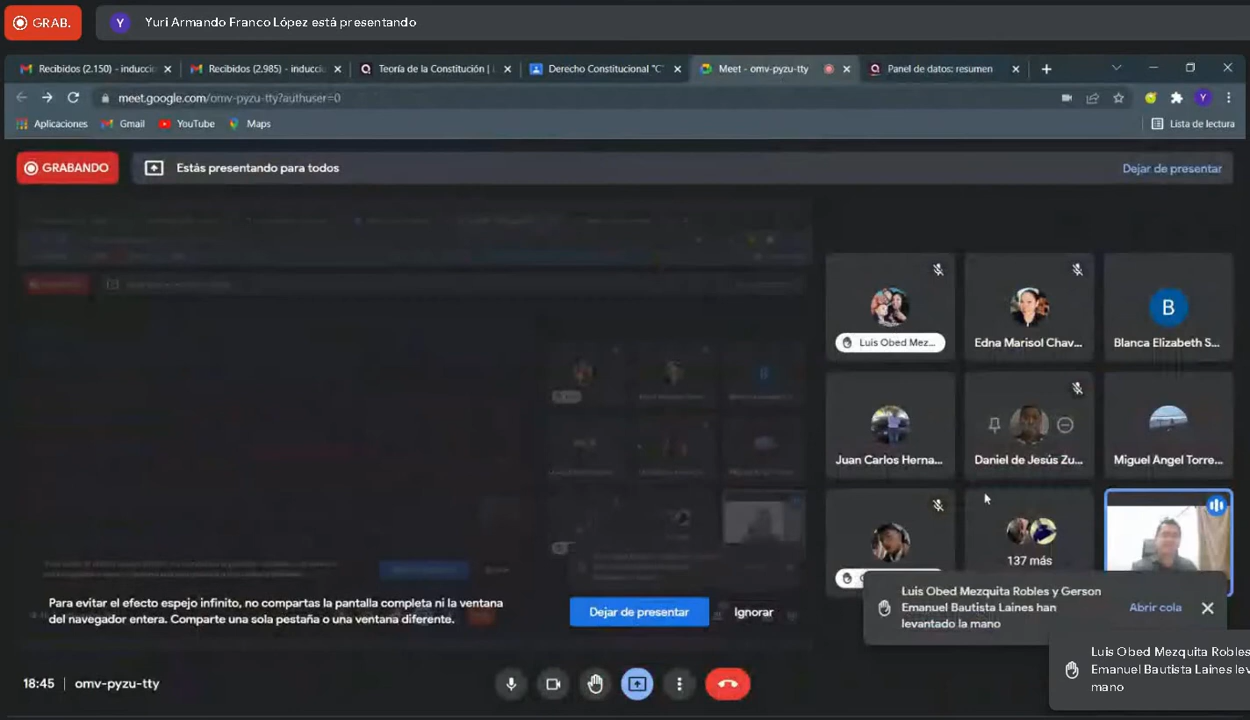 GRAB.
Y
Yuri Armando Franco López está presentando
Recibidos (2.150) - inducció
Recibidos (2.985) - inducció
Teoría de la Constitución |
Derecho Constitucional "C"
Meet - omv-pyzu-tty
Panel de datos: resumen
meet.google.com/omv-pyzu-tty?authuser=0
Y
Aplicaciones
Gmail
YouTube
Maps
Lista de lectura
GRABANDO
Estás presentando para todos
Dejar de presentar
B
Luis Obed Mez...
Edna Marisol Chav...
Blanca Elizabeth S...
Juan Carlos Herna...
Daniel de Jesús Zu...
Miguel Angel Torre...
137 más
Luis Obed Mezquita Robles y Gerson
Emanuel Bautista Laines han
levantado la mano
Abrir cola
Para evitar el efecto espejo infinito, no compartas la pantalla completa ni la ventana
del navegador entera. Comparte una sola pestaña o una ventana diferente.
Dejar de presentar
Ignorar
Luis Obed Mezquita Robles
Emanuel Bautista Laines lev
mano
18:45 | omv-pyzu-tty